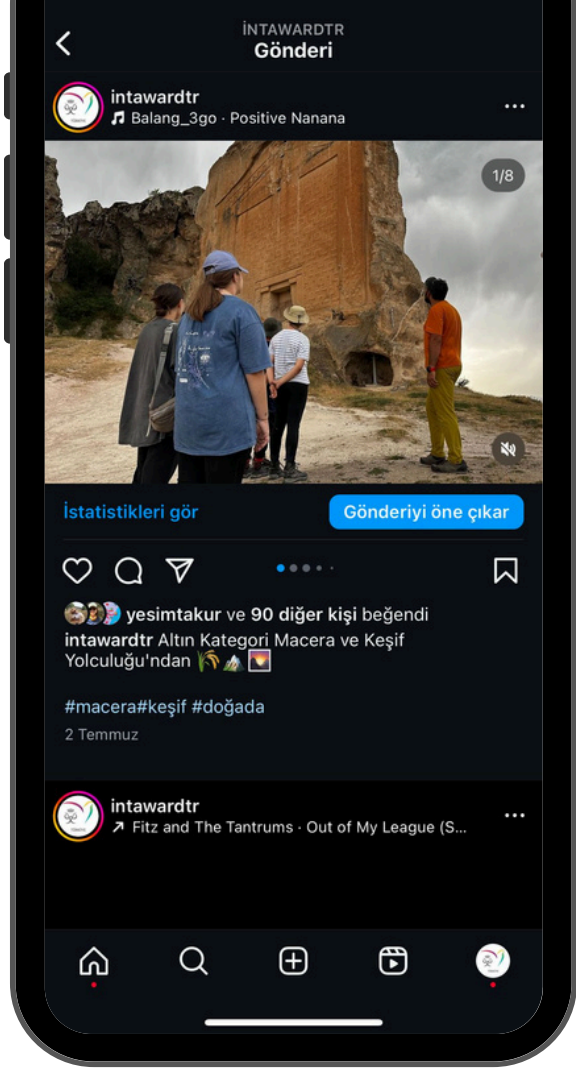 İNTAWARDTR
Gönderi
intawardtr
Balang_3go · Positive Nanana
1/8
İstatistikleri gör
Gönderiyi öne çıkar
yesimtakur ve 90 diğer kişi beğendi
intawardtr Altın Kategori Macera ve Keşif
Yolculuğu'ndan 🌾⛰️🌄
#macera#keşif #doğada
2 Temmuz
intawardtr
Fitz and The Tantrums · Out of My League (S...